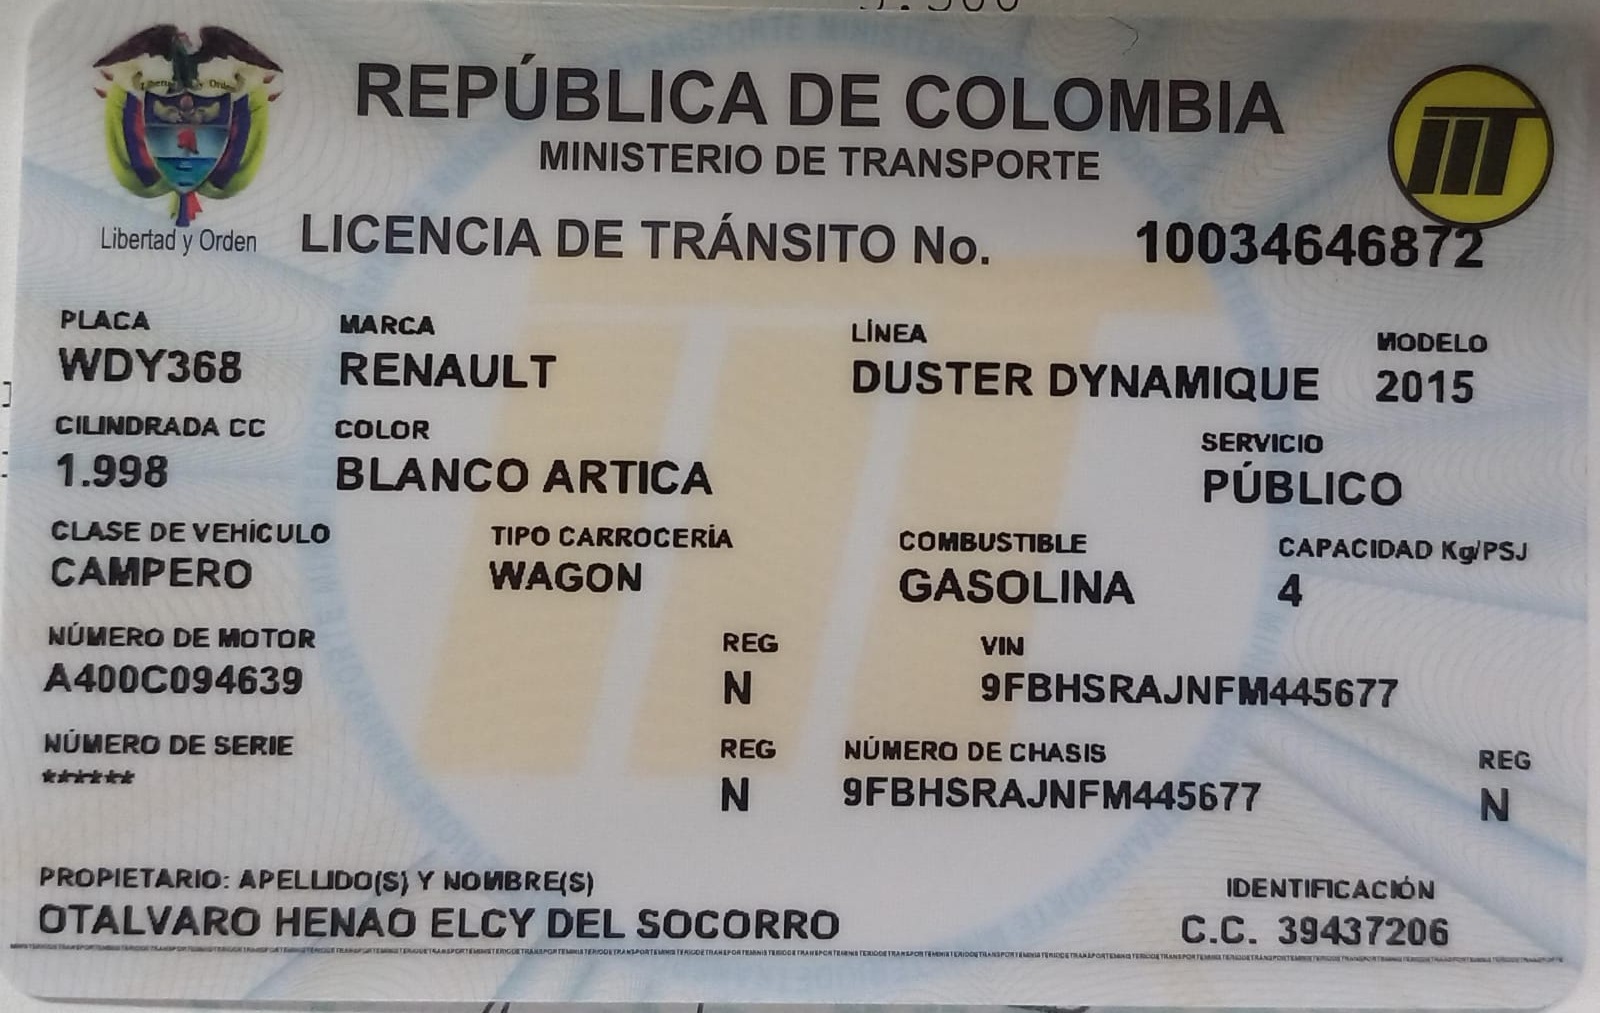 REPÚBLICA DE COLOMBIA
MINISTERIO DE TRANSPORTE
Libertad y Orden
LICENCIA DE TRÁNSITO No. 10034646872
PLACA MARCA LÍNEA MODELO
WDY368 RENAULT DUSTER DYNAMIQUE 2015
CILINDRADA CC COLOR SERVICIO
1.998 BLANCO ARTICA PÚBLICO
CLASE DE VEHÍCULO TIPO CARROCERÍA COMBUSTIBLE CAPACIDAD Kg/PSJ
CAMPERO WAGON GASOLINA 4
NÚMERO DE MOTOR REG VIN
A400C094639 N 9FBHSRAJNFM445677
NÚMERO DE SERIE REG NÚMERO DE CHASIS REG
****** N 9FBHSRAJNFM445677 N
PROPIETARIO: APELLIDO(S) Y NOMBRE(S) IDENTIFICACIÓN
OTALVARO HENAO ELCY DEL SOCORRO C.C. 39437206